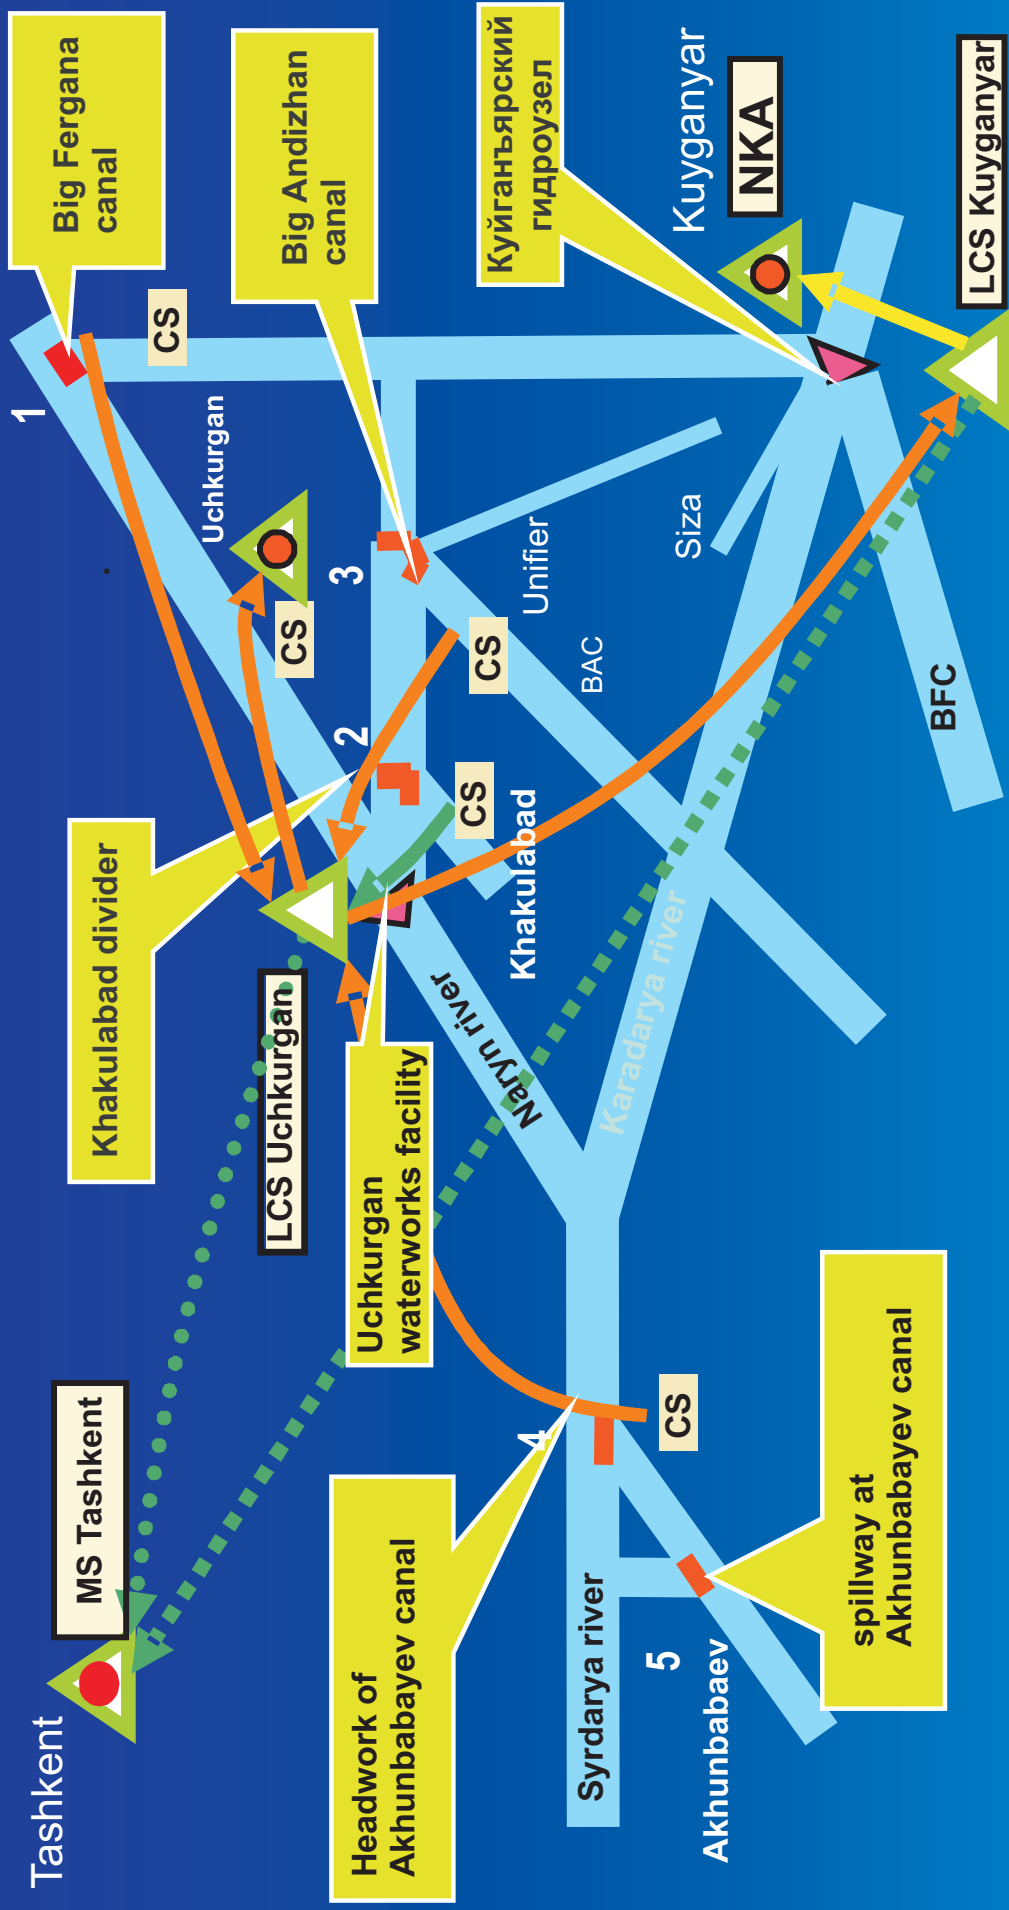 Tashkent
MS Tashkent
Khakulabad divider
1
Big Fergana
canal
CS
LCS Uchkurgan
Uchkurgan
CS
Big Andizhan
canal
Headwork of
Akhunbabayev canal
Uchkurgan
waterworks facility
2
3
CS
CS
Naryn river
Khakulabad
Unifier
BAC
Куйганъярский
гидроузел
4
Syrdarya river
CS
Karadarya river
Siza
Kuyganyar
NKA
5
Akhunbabaev
spillway at
Akhunbabayev canal
BFC
LCS Kuyganyar